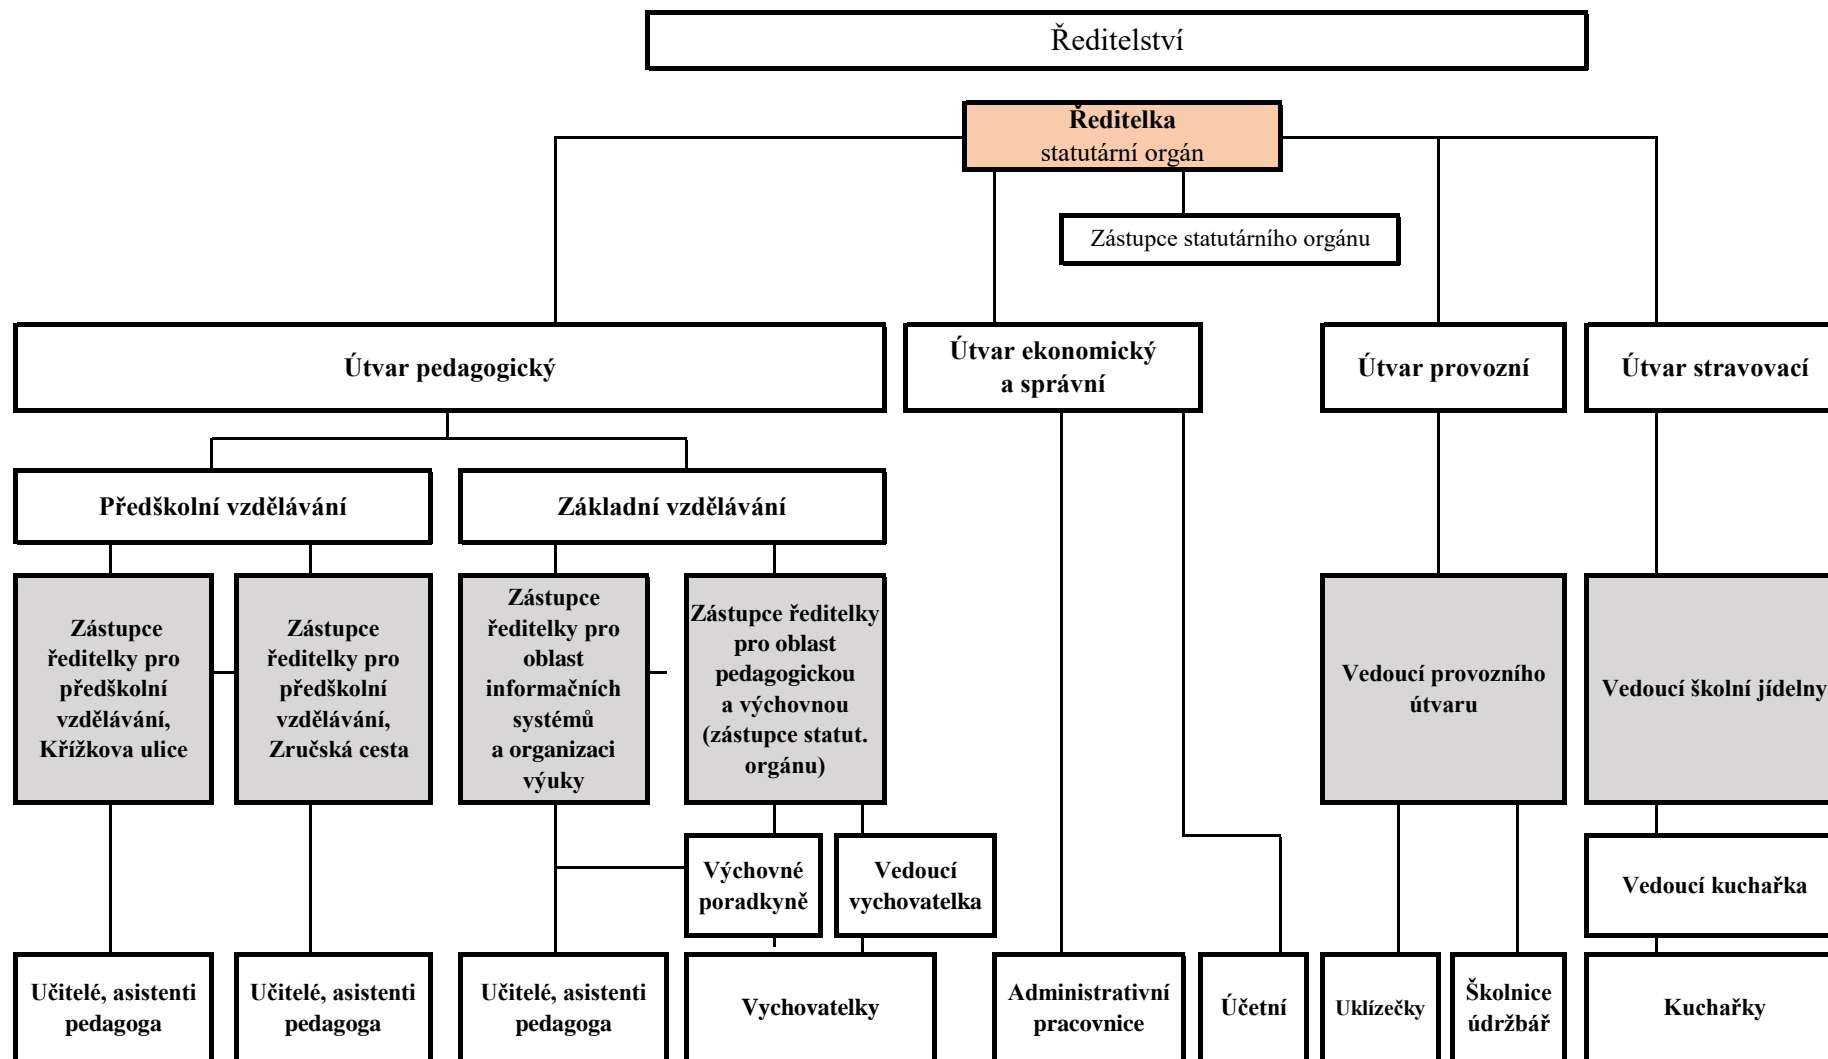 Ředitelství
Ředitelka
statutární orgán
Zástupce statutárního orgánu
Útvar pedagogický
Útvar ekonomický
a správní
Útvar provozní
Útvar stravovací
Předškolní vzdělávání
Základní vzdělávání
Zástupce
ředitelky pro
předškolní
vzdělávání,
Křížkova ulice
Zástupce
ředitelky pro
předškolní
vzdělávání,
Zručská cesta
Zástupce
ředitelky pro
oblast
informačních
systémů
a organizaci
výuky
Zástupce ředitelky
pro oblast
pedagogickou
a výchovnou
(zástupce statut.
orgánu)
Vedoucí provozního
útvaru
Vedoucí školní jídelny
Výchovné
poradkyně
Vedoucí
vychovatelka
Vedoucí kuchařka
Učitelé, asistenti
pedagoga
Učitelé, asistenti
pedagoga
Učitelé, asistenti
pedagoga
Vychovatelky
Administrativní
pracovnice
Účetní
Uklízečky
Školnice
údržbář
Kuchařky